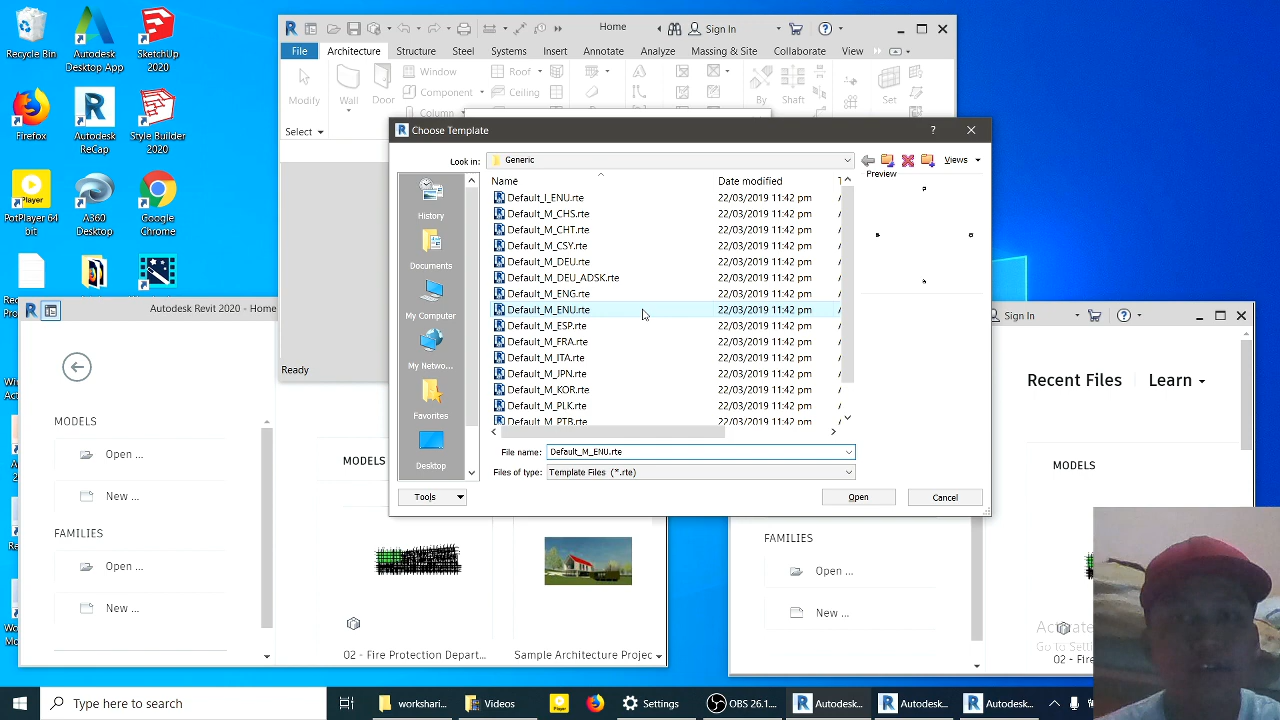 Recycle Bin
Autodesk Desktop App
SketchUp 2020
Firefox
Autodesk ReCap
Style Builder 2020
PotPlayer 64 bit
A360 Desktop
Google Chrome
Home
Sign In
File
Architecture
Structure
Steel
Systems
Insert
Annotate
Analyze
Massing & Site
Collaborate
View
Modify
Wall
Door
Window
Component
Column
Roof
Ceiling
By
Shaft
Set
Select
Ready
Choose Template
Look in:
Generic
Views
Preview
Name
Date modified
Default_I_ENU.rte 22/03/2019 11:42 pm
Default_M_CHS.rte 22/03/2019 11:42 pm
Default_M_CHT.rte 22/03/2019 11:42 pm
Default_M_CSY.rte 22/03/2019 11:42 pm
Default_M_DEU.rte 22/03/2019 11:42 pm
Default_M_DEU_ADSK.rte 22/03/2019 11:42 pm
Default_M_ENG.rte 22/03/2019 11:42 pm
Default_M_ENU.rte 22/03/2019 11:42 pm
Default_M_ESP.rte 22/03/2019 11:42 pm
Default_M_FRA.rte 22/03/2019 11:42 pm
Default_M_ITA.rte 22/03/2019 11:42 pm
Default_M_JPN.rte 22/03/2019 11:42 pm
Default_M_KOR.rte 22/03/2019 11:42 pm
Default_M_PLK.rte 22/03/2019 11:42 pm
Default_M_PTB.rte 22/03/2019 11:42 pm
History
Documents
My Computer
My Netwo...
Favorites
Desktop
File name:
Default_M_ENU.rte
Files of type:
Template Files (*.rte)
Tools
Open
Cancel
Autodesk Revit 2020 - Home
MODELS
Open ...
New ...
FAMILIES
Open ...
New ...
MODELS
02 - Fire Protection Depart...
Sample Architecture Projec
Sign In
Recent Files
Learn
MODELS
FAMILIES
Open ...
New ...
02 - Fire
Activate
Go to Setti
Type here to search
workshari...
Videos
Settings
OBS 26.1...
Autodesk...
Autodesk...
Autodesk...